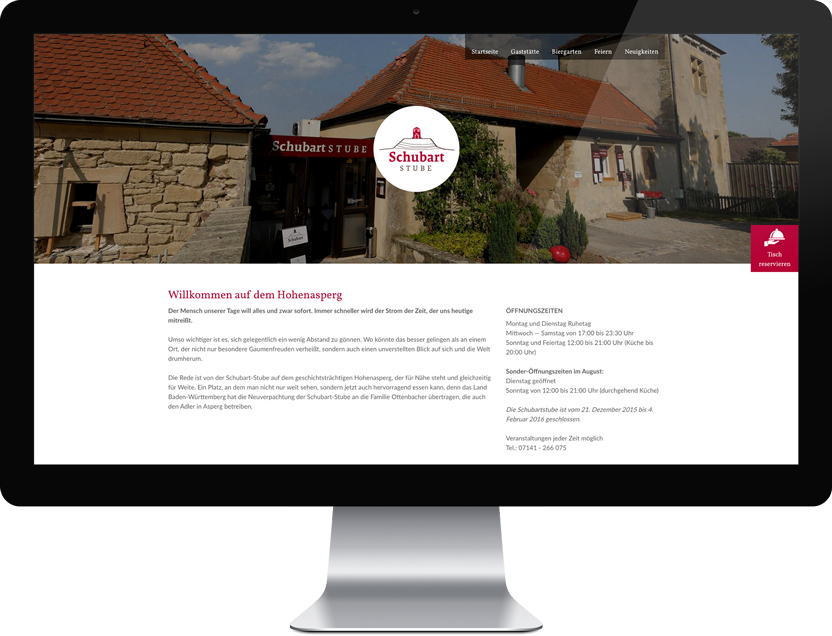 Startseite Gaststätte Biergarten Feiern Neuigkeiten
Schubart STUBE
Schubart
STUBE
Schubart
Tisch
reservieren
Willkommen auf dem Hohenasperg
Der Mensch unserer Tage will alles und zwar sofort. Immer schneller wird der Strom der Zeit, der uns heutige
mitreißt.
Umso wichtiger ist es, sich gelegentlich ein wenig Abstand zu gönnen. Wo könnte das besser gelingen als an einem
Ort, der nicht nur besondere Gaumenfreuden verheißt, sondern auch einen unverstellten Blick auf sich und die Welt
drumherum.
Die Rede ist von der Schubart-Stube auf dem geschichtsträchtigen Hohenasperg, der für Nähe steht und gleichzeitig
für Weite. Ein Platz, an dem man nicht nur weit sehen, sondern jetzt auch hervorragend essen kann, denn das Land
Baden-Württemberg hat die Neuverpachtung der Schubart-Stube an die Familie Ottenbacher übertragen, die auch
den Adler in Asperg betreiben.
ÖFFNUNGSZEITEN
Montag und Dienstag Ruhetag
Mittwoch — Samstag von 17:00 bis 23:30 Uhr
Sonntag und Feiertag 12:00 bis 21:00 Uhr (Küche bis
20:00 Uhr)
Sonder-Öffnungszeiten im August:
Dienstag geöffnet
Sonntag von 12:00 bis 21:00 Uhr (durchgehend Küche)
Die Schubartstube ist vom 21. Dezember 2015 bis 4.
Februar 2016 geschlossen.
Veranstaltungen jeder Zeit möglich
Tel.: 07141 - 266 075